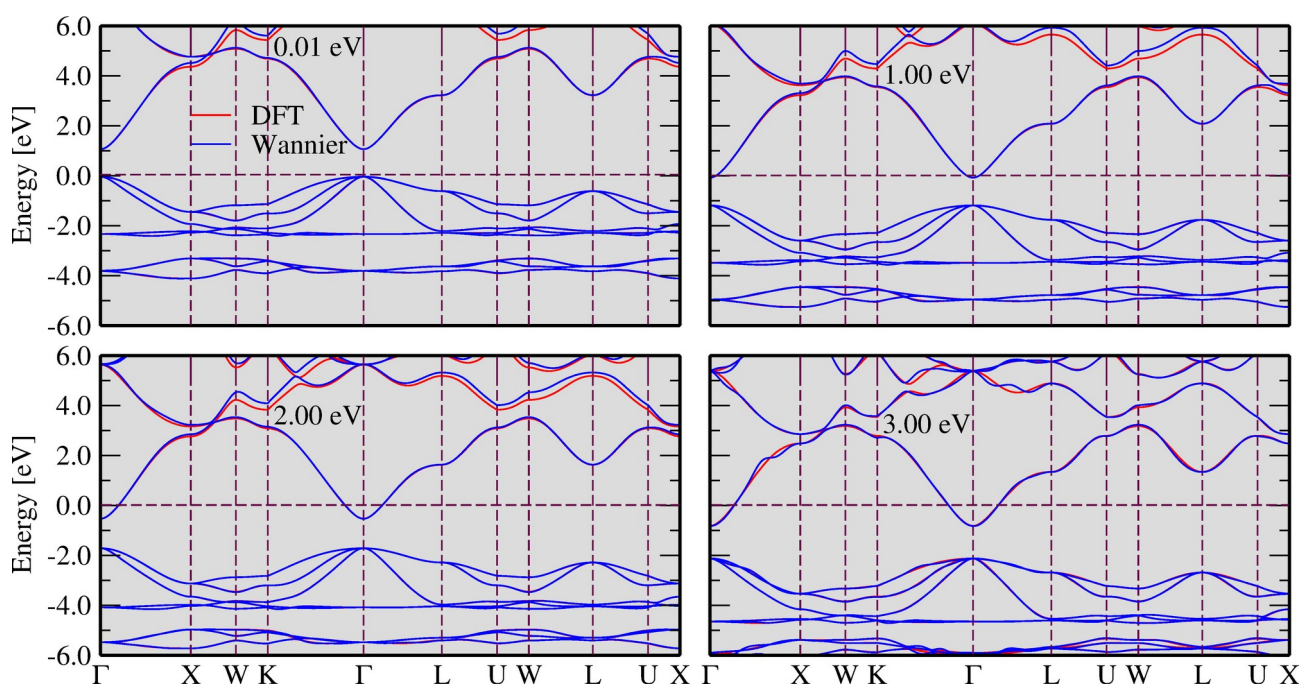 6.0
4.0
2.0
0.0
-2.0
-4.0
-6.0
Energy [eV]
0.01 eV
DFT
Wannier
1.00 eV
6.0
4.0
2.0
0.0
-2.0
-4.0
-6.0
Energy [eV]
2.00 eV
3.00 eV
Γ X W K Γ L U W L U X
Γ X W K Γ L U W L U X